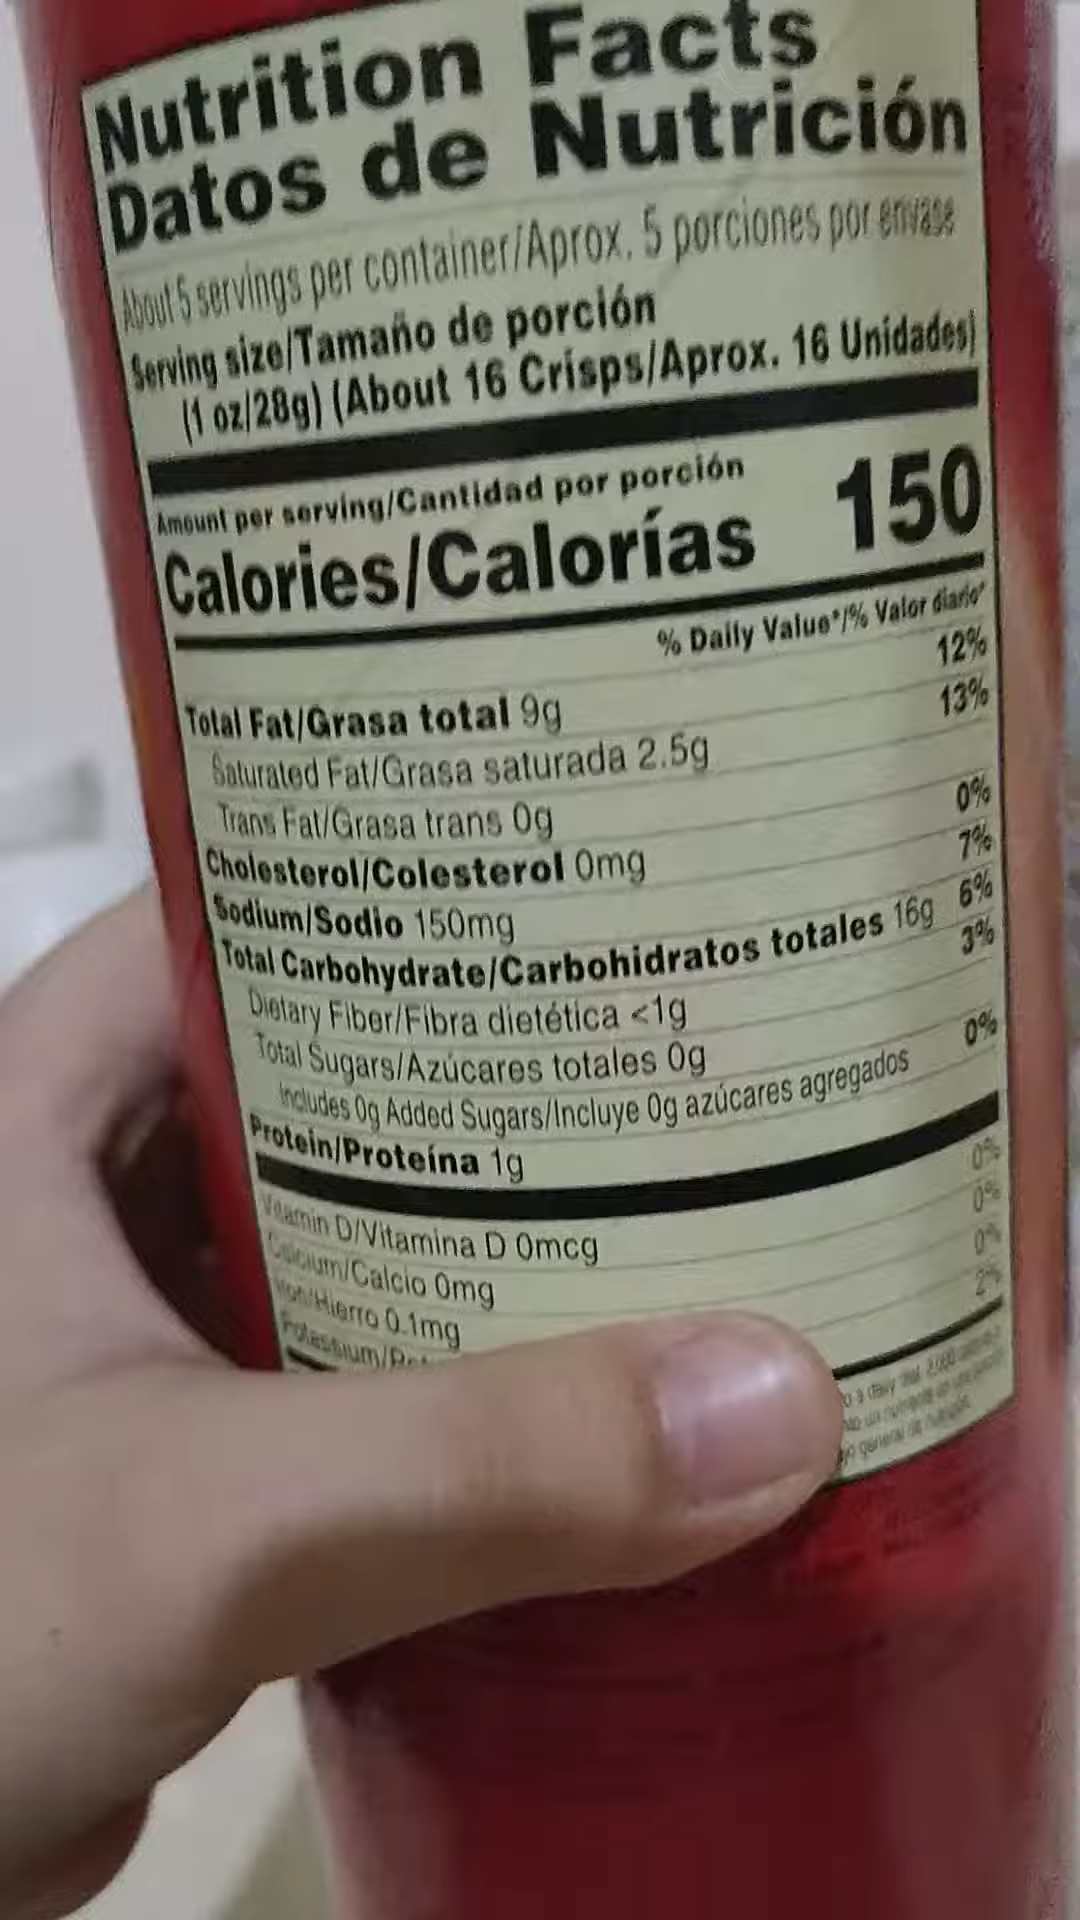 Nutrition Facts
Datos de Nutrición
About 5 servings per container/Aprox. 5 porciones por envase
Serving size/Tamaño de porción
(1 oz/28g) (About 16 Crisps/Aprox. 16 Unidades)
Amount per serving/Cantidad por porción
Calories/Calorías 150
% Daily Value*/% Valor diario*
Total Fat/Grasa total 9g 12%
Saturated Fat/Grasa saturada 2.5g 13%
Trans Fat/Grasa trans 0g
Cholesterol/Colesterol 0mg 0%
Sodium/Sodio 150mg 7%
Total Carbohydrate/Carbohidratos totales 16g 6%
Dietary Fiber/Fibra dietética <1g 3%
Total Sugars/Azúcares totales 0g
Includes 0g Added Sugars/Incluye 0g azúcares agregados 0%
Protein/Proteína 1g
Vitamin D/Vitamina D 0mcg 0%
Calcium/Calcio 0mg 0%
Iron/Hierro 0.1mg 0%
Potassium/ 2%
general de nutrición.